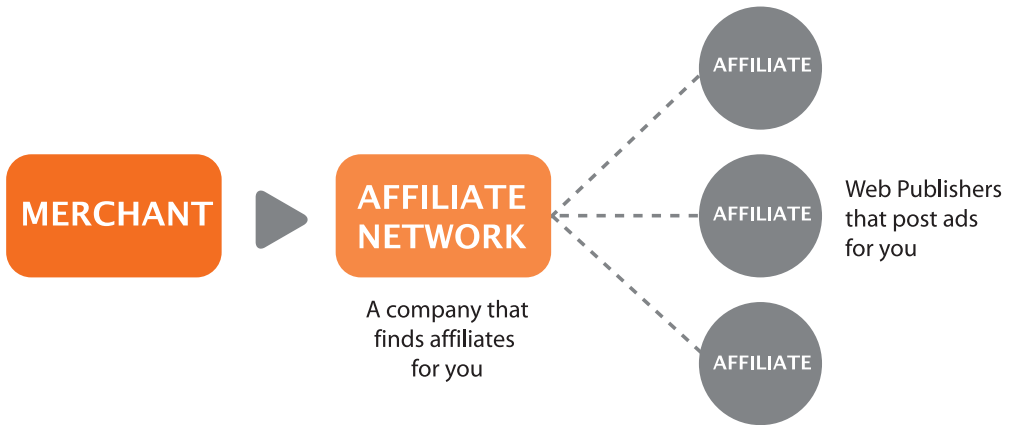 MERCHANT
AFFILIATE
NETWORK
A company that
finds affiliates
for you
AFFILIATE
AFFILIATE
AFFILIATE
Web Publishers
that post ads
for you